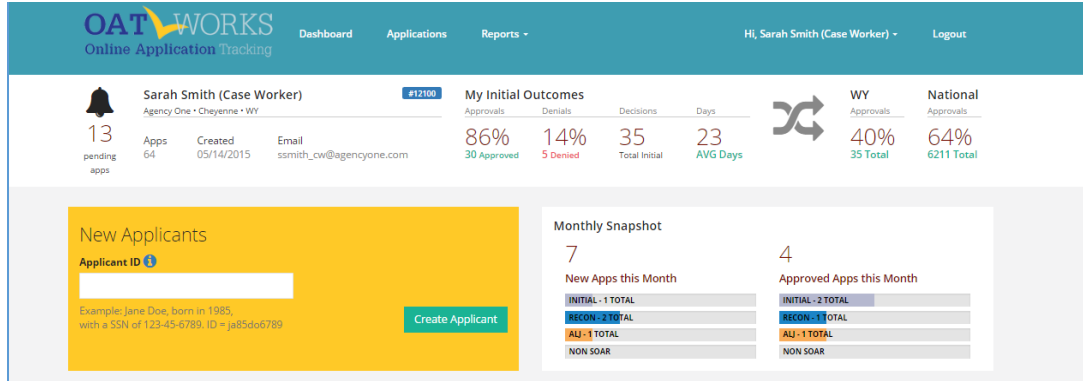 OAT WORKS
Online Application Tracking
Dashboard Applications Reports
Hi, Sarah Smith (Case Worker) Logout
13
pending
apps
Sarah Smith (Case Worker) #12100
Agency One • Cheyenne • WY
Apps Created Email
64 05/14/2015 ssmith_cw@agencyone.com
My Initial Outcomes
Approvals Denials Decisions Days
86% 14% 35 23
30 Approved 5 Denied Total Initial AVG Days
WY National
Approvals Approvals
40% 64%
35 Total 6211 Total
New Applicants
Applicant ID
Example: Jane Doe, born in 1985,
with a SSN of 123-45-6789. ID = ja85do6789
Create Applicant
Monthly Snapshot
7
New Apps this Month
INITIAL - 1 TOTAL
RECON - 2 TOTAL
ALJ - 1 TOTAL
NON SOAR
4
Approved Apps this Month
INITIAL - 2 TOTAL
RECON - 1 TOTAL
ALJ - 1 TOTAL
NON SOAR